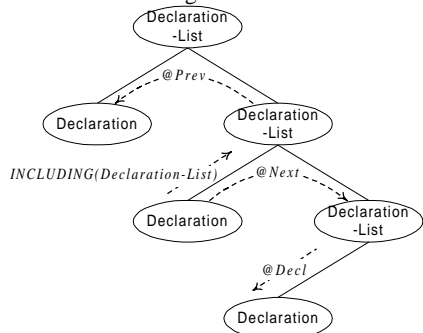 Declaration
-List
@Prev
Declaration
Declaration
-List
INCLUDING(Declaration-List)
@Next
Declaration
Declaration
-List
@Decl
Declaration